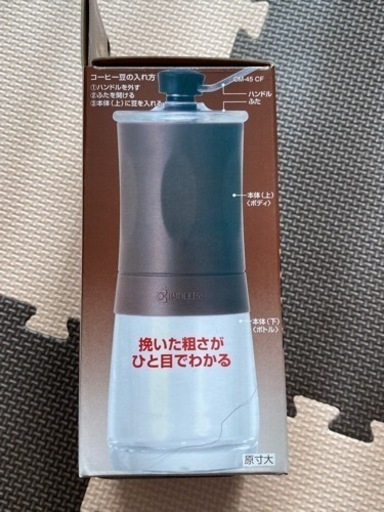 コーヒー豆の入れ方
①ハンドルを外す
②ふたを開ける
③本体(上)に豆を入れる
CM-45 CF
ハンドル
ふた
本体(上)
〈ボディ〉
本体(下)
〈ボトル〉
挽いた粗さが
ひと目でわかる
原寸大